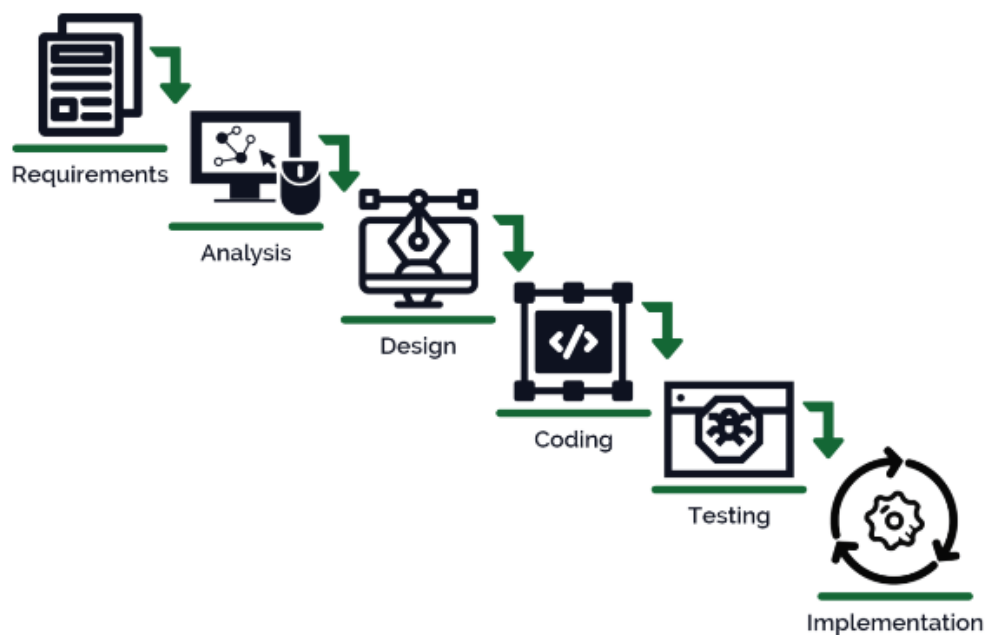 Requirements
Analysis
Design
</>
Coding
Testing
Implementation